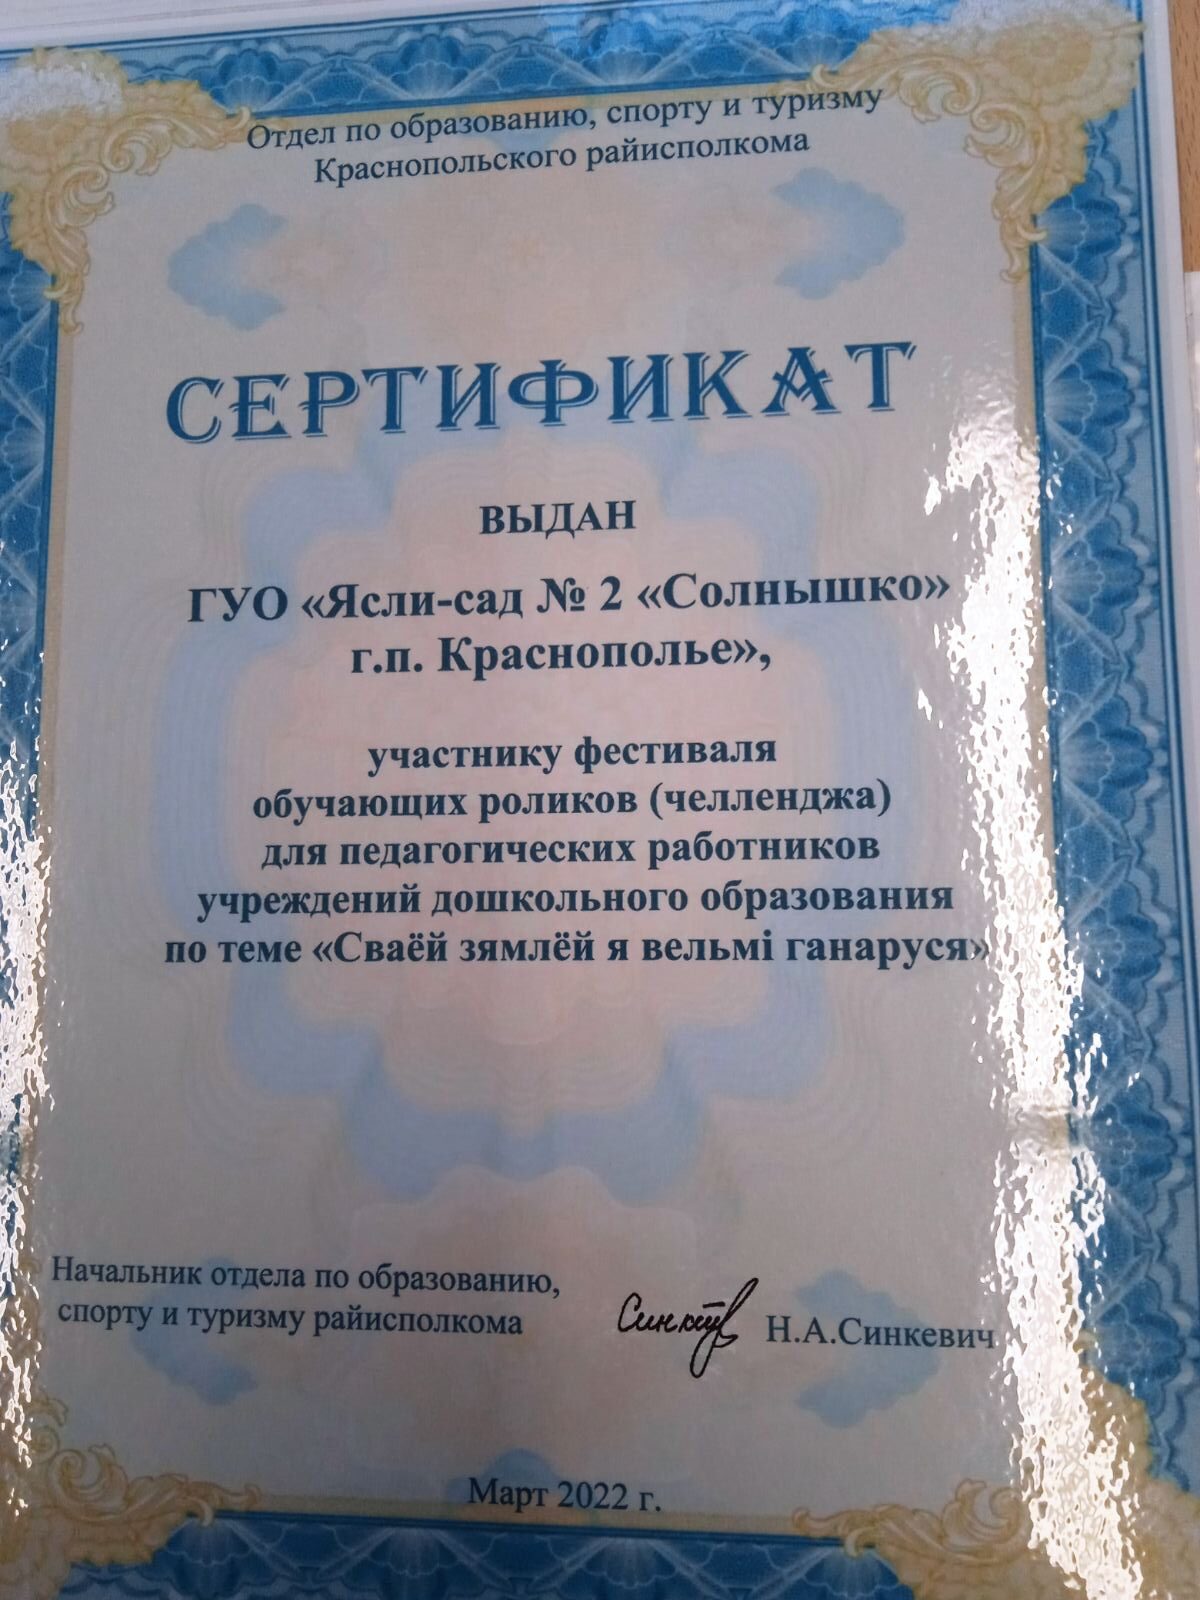 Отдел по образованию, спорту и туризму
Краснопольского райисполкома
СЕРТИФИКАТ
ВЫДАН
ГУО «Ясли-сад № 2 «Солнышко»
г.п. Краснополье»,
участнику фестиваля
обучающих роликов (челленджа)
для педагогических работников
учреждений дошкольного образования
по теме «Сваёй зямлёй я вельмі ганаруся»
Начальник отдела по образованию,
спорту и туризму райисполкома
Н.А.Синкевич
Март 2022 г.